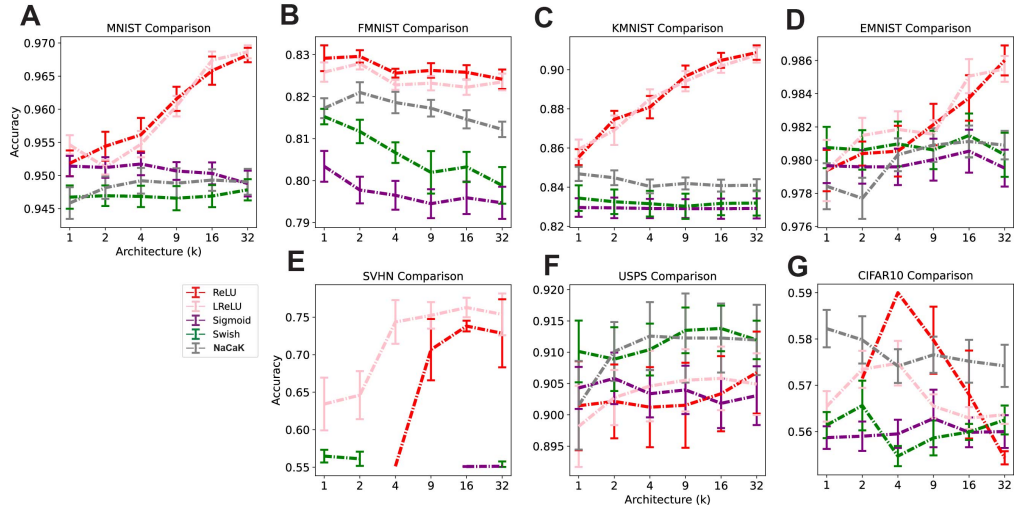 A
MNIST Comparison
Accuracy
0.970
0.965
0.960
0.955
0.950
0.945
1 2 4 9 16 32
Architecture (k)
B
FMNIST Comparison
0.83
0.82
0.81
0.80
0.79
1 2 4 9 16 32
C
KMNIST Comparison
0.90
0.88
0.86
0.84
0.82
1 2 4 9 16 32
D
EMNIST Comparison
0.986
0.984
0.982
0.980
0.978
0.976
1 2 4 9 16 32
ReLU
LReLU
Sigmoid
Swish
NaCaK
E
SVHN Comparison
Accuracy
0.75
0.70
0.65
0.60
0.55
1 2 4 9 16 32
F
USPS Comparison
0.920
0.915
0.910
0.905
0.900
0.895
1 2 4 9 16 32
Architecture (k)
G
CIFAR10 Comparison
0.59
0.58
0.57
0.56
1 2 4 9 16 32